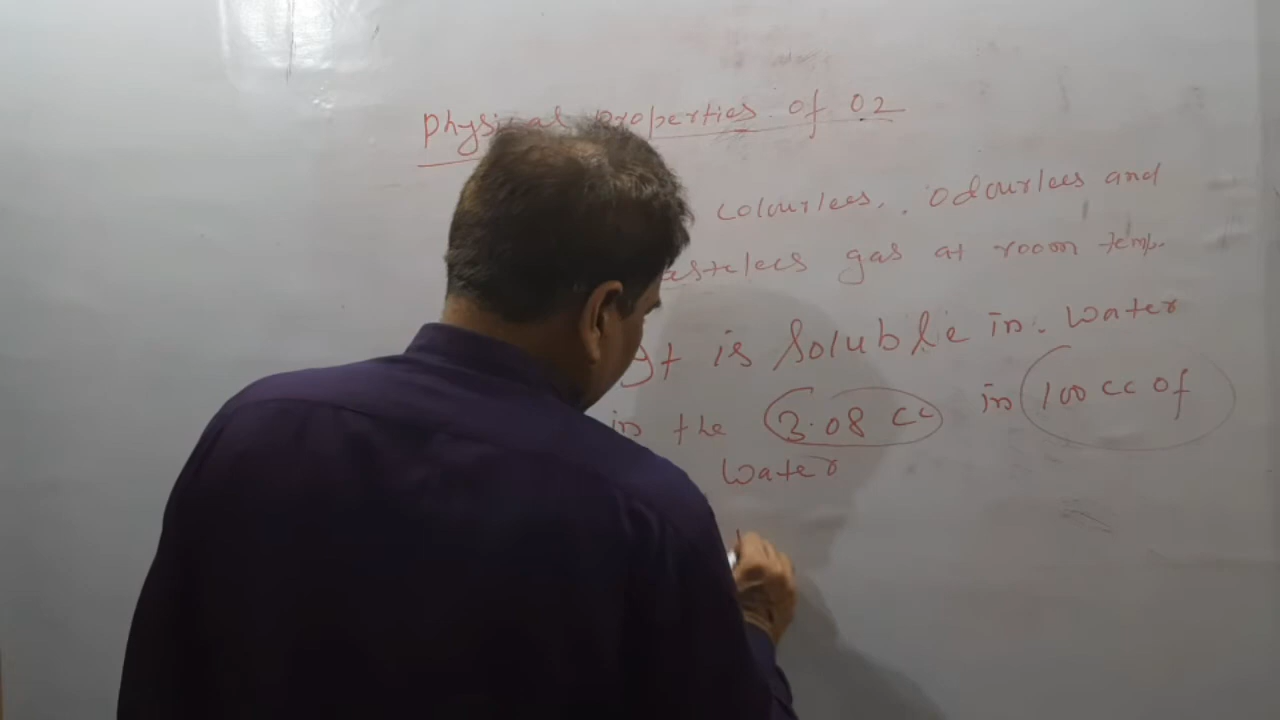 Physical properties of O2
colourless, odourless and
astelees gas at room temp.
It is soluble in. water
in the 3.08 cc in 100 cc of
water